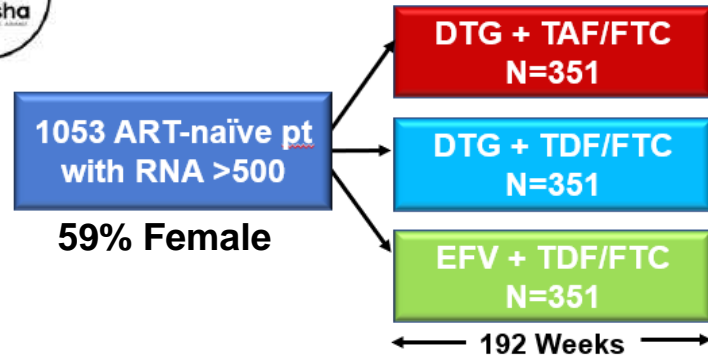 sha
1053 ART-naïve pt
with RNA >500
59% Female
DTG + TAF/FTC
N=351
DTG + TDF/FTC
N=351
EFV + TDF/FTC
N=351
192 Weeks